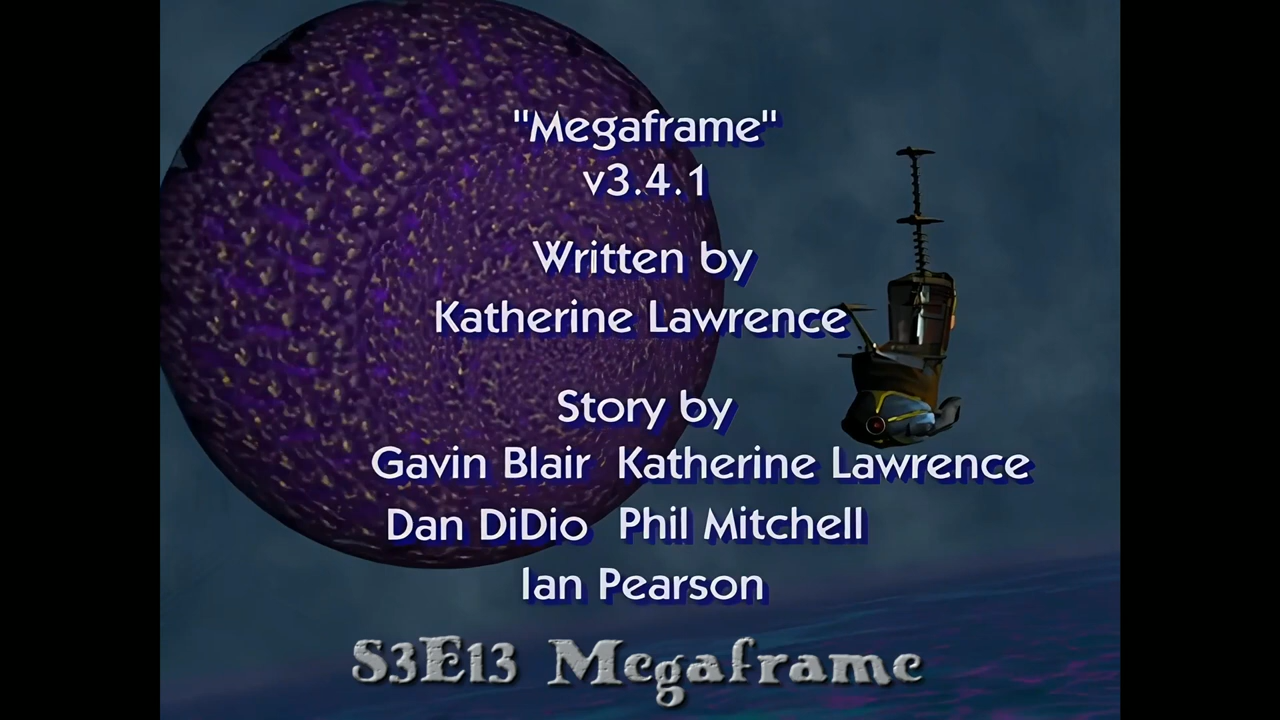 "Megaframe"
v3.4.1
Written by
Katherine Lawrence
Story by
Gavin Blair Katherine Lawrence
Dan DiDio Phil Mitchell
Ian Pearson
S3E13 Megaframe